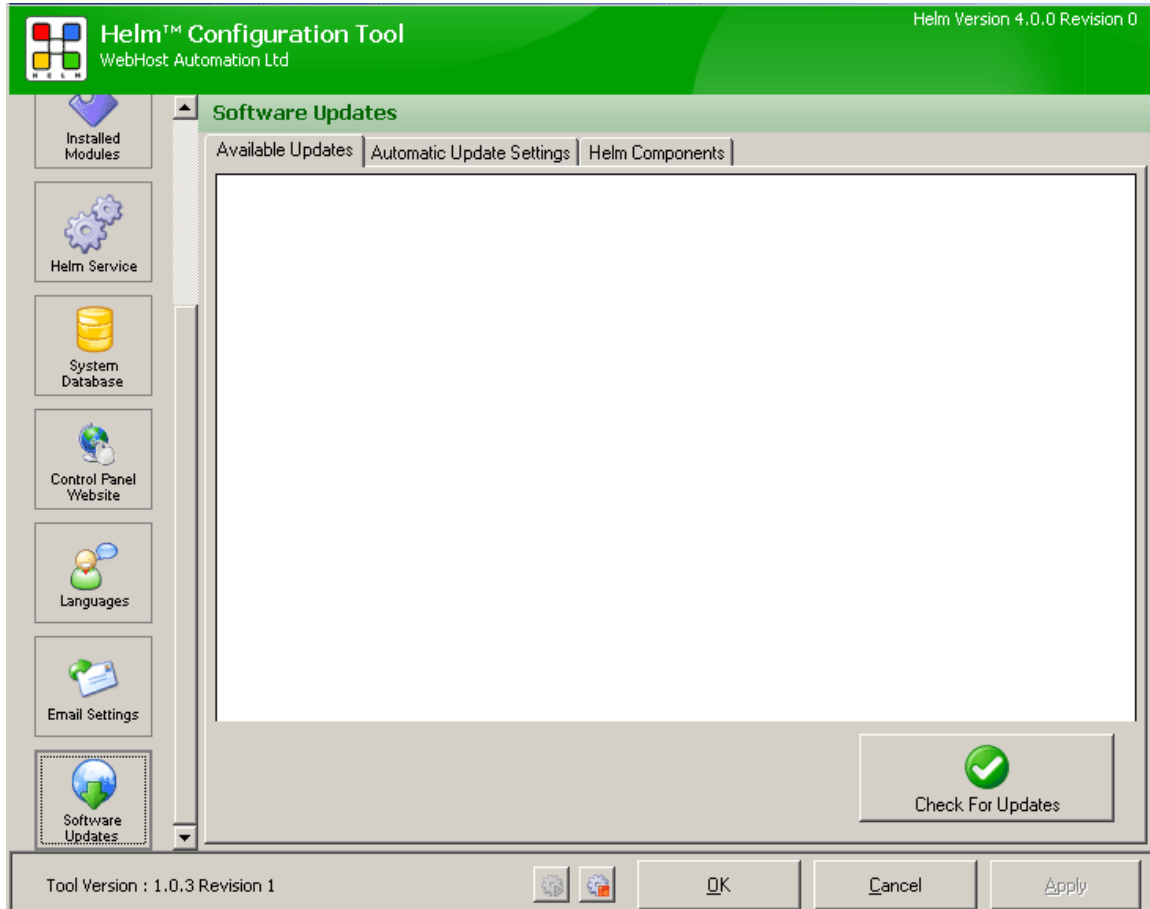 Helm™ Configuration Tool
WebHost Automation Ltd
Helm Version 4.0.0 Revision 0
HELM
Installed
Modules
Helm Service
System
Database
Control Panel
Website
Languages
Email Settings
Software
Updates
Software Updates
Available Updates
Automatic Update Settings
Helm Components
Check For Updates
Tool Version : 1.0.3 Revision 1
OK
Cancel
Apply